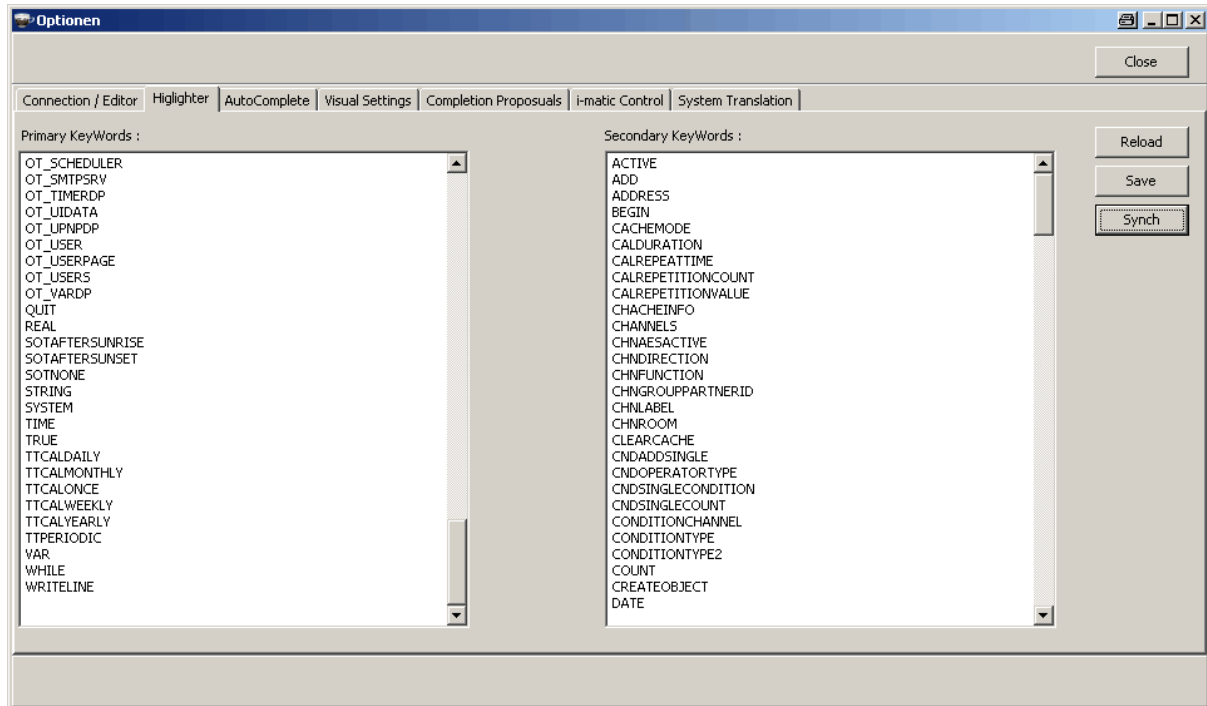 Optionen
Close
Connection / Editor Higlighter AutoComplete Visual Settings Completion Proposuals i-matic Control System Translation
Primary KeyWords :
OT_SCHEDULER
OT_SMTPSRV
OT_TIMERDP
OT_UIDATA
OT_UPNPDP
OT_USER
OT_USERPAGE
OT_USERS
OT_VARDP
QUIT
REAL
SOTAFTERSUNRISE
SOTAFTERSUNSET
SOTNONE
STRING
SYSTEM
TIME
TRUE
TTCALDAILY
TTCALMONTHLY
TTCALONCE
TTCALWEEKLY
TTCALYEARLY
TTPERIODIC
VAR
WHILE
WRITELINE
Secondary KeyWords :
ACTIVE
ADD
ADDRESS
BEGIN
CACHEMODE
CALDURATION
CALREPEATTIME
CALREPETITIONCOUNT
CALREPETITIONVALUE
CHACHEINFO
CHANNELS
CHNAESACTIVE
CHNDIRECTION
CHNFUNCTION
CHNGROUPPARTNERID
CHNLABEL
CHNROOM
CLEARCACHE
CNDADDSINGLE
CNDOPERATORTYPE
CNDSINGLECONDITION
CNDSINGLECOUNT
CONDITIONCHANNEL
CONDITIONTYPE
CONDITIONTYPE2
COUNT
CREATEOBJECT
DATE
Reload
Save
Synch